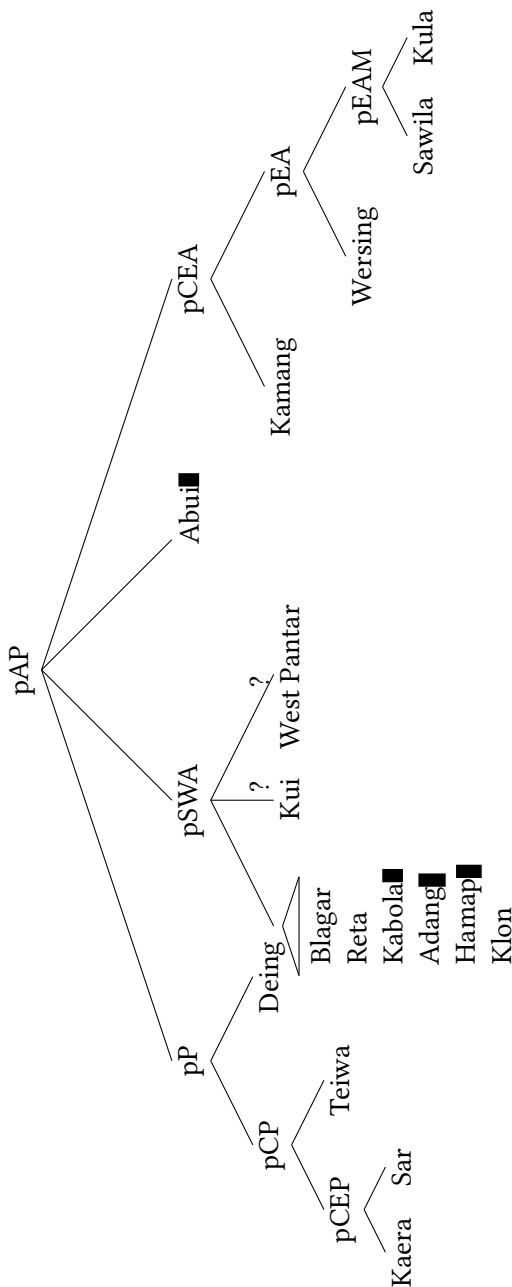 pAP
pP
pSWA
Abui
pCEA
pCP
Deing
Kui
?
West Pantar
?
Kamang
pEA
pCEP
Teiwa
Blagar
Reta
Kabola
Adang
Hamap
Klon
Wersing
pEAM
Kaera
Sar
Sawila
Kula